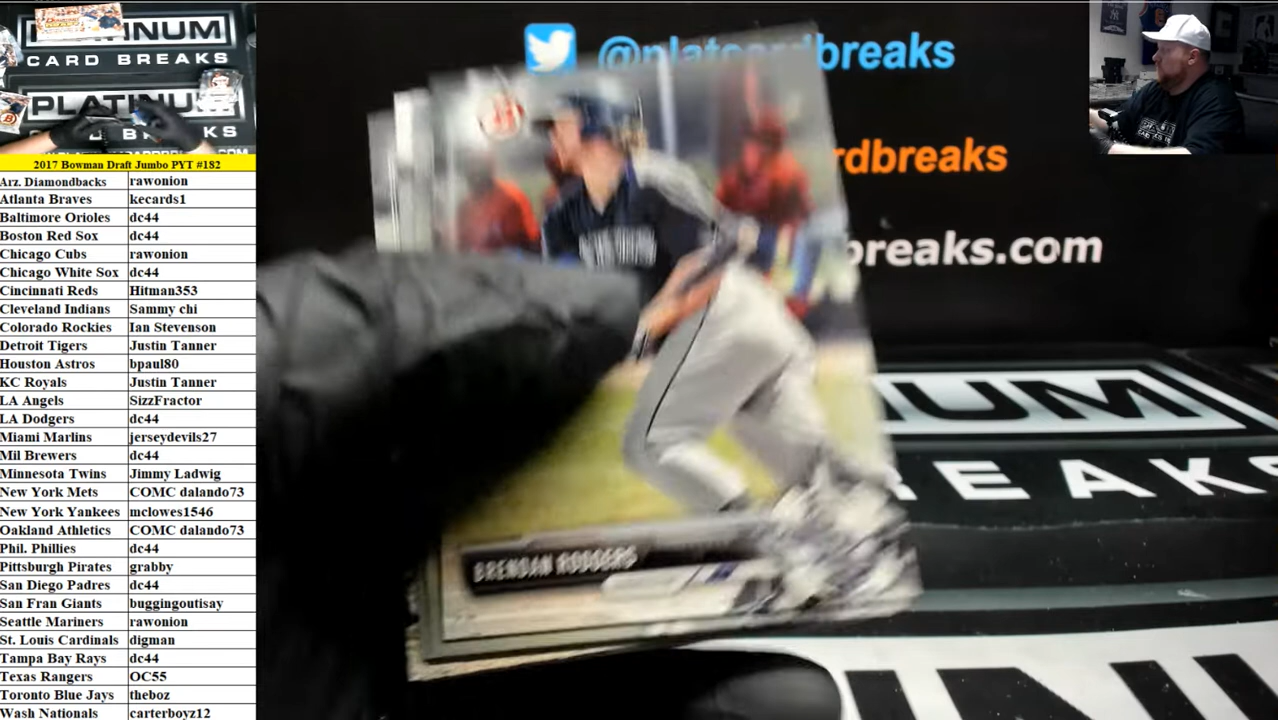 PLATINUM
CARD BREAKS
PLATINUM
@platcardbreaks
rdbreaks
breaks.com
2017 Bowman Draft Jumbo PYT #182
Arz. Diamondbacks rawonion
Atlanta Braves kecards1
Baltimore Orioles dc44
Boston Red Sox dc44
Chicago Cubs rawonion
Chicago White Sox dc44
Cincinnati Reds Hitman353
Cleveland Indians Sammy chi
Colorado Rockies Ian Stevenson
Detroit Tigers Justin Tanner
Houston Astros bpaul80
KC Royals Justin Tanner
LA Angels SizzFractor
LA Dodgers dc44
Miami Marlins jerseydevils27
Mil Brewers dc44
Minnesota Twins Jimmy Ladwig
New York Mets COMC dalando73
New York Yankees mclowes1546
Oakland Athletics COMC dalando73
Phil. Phillies dc44
Pittsburgh Pirates grabby
San Diego Padres dc44
San Fran Giants buggingoutisay
Seattle Mariners rawonion
St. Louis Cardinals digman
Tampa Bay Rays dc44
Texas Rangers OC55
Toronto Blue Jays theboz
Wash Nationals carterboyz12
BRENDAN RODGERS
NUM
REAKS